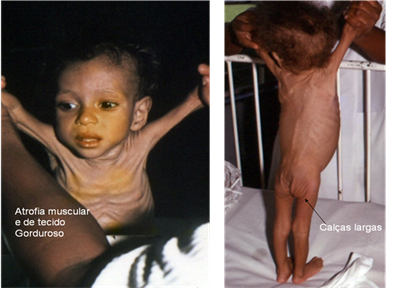 Atrofia muscular
e de tecido
Gorduroso
Calças largas